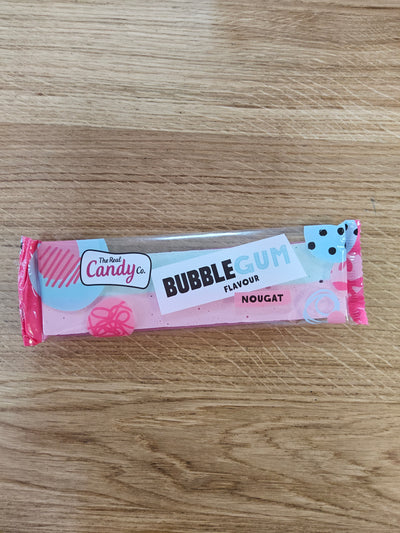 The Real
Candy Co.
BUBBLEGUM
FLAVOUR
NOUGAT